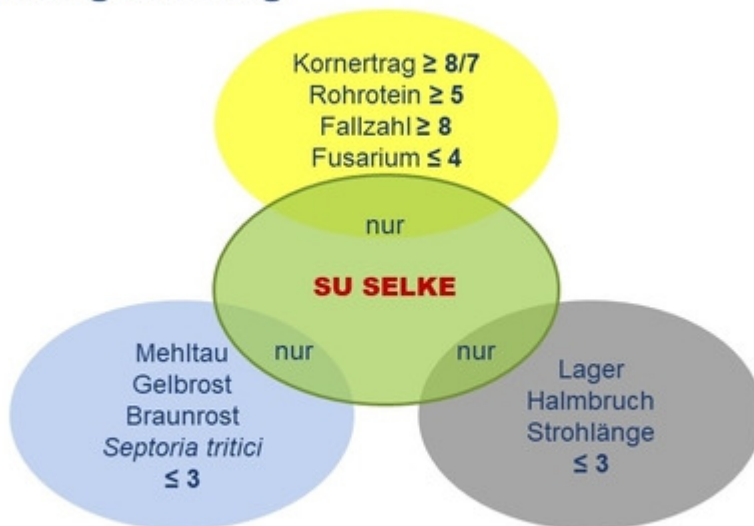 Kornertrag ≥ 8/7
Rohrotein ≥ 5
Fallzahl ≥ 8
Fusarium ≤ 4
nur
SU SELKE
Mehltau
Gelbrost
Braunrost
Septoria tritici
≤ 3
nur
nur
Lager
Halmbruch
Strohlänge
≤ 3